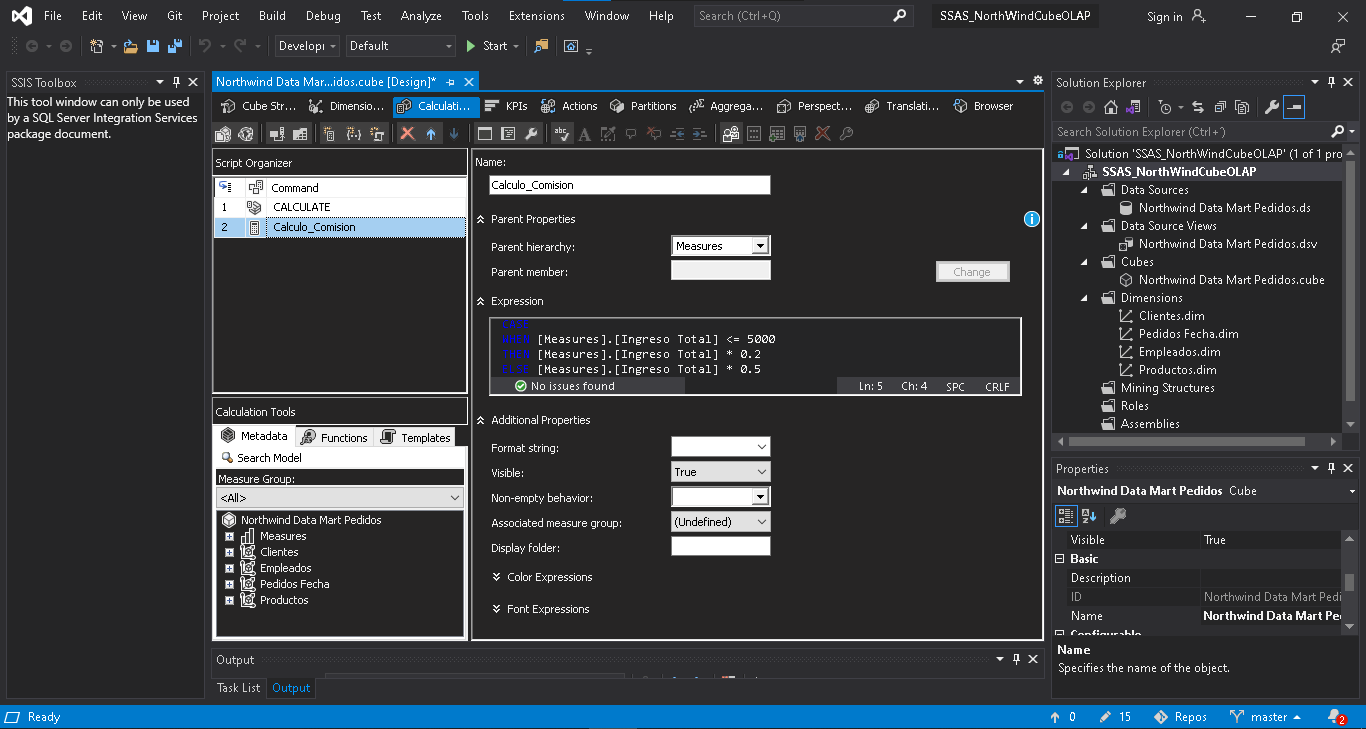 File Edit View Git Project Build Debug Test Analyze Tools Extensions Window Help Search (Ctrl+Q) SSAS_NorthWindCubeOLAP Sign in
Developi Default Start
SSIS Toolbox
This tool window can only be used
by a SQL Server Integration Services
package document.
Northwind Data Mar...idos.cube [Design]*
Cube Str... Dimensio... Calculati... KPIs Actions Partitions Aggrega... Perspect... Translati... Browser
Script Organizer
Command
1 CALCULATE
2 Calculo_Comision
Calculation Tools
Metadata Functions Templates
Search Model
Measure Group:
<All>
Northwind Data Mart Pedidos
Measures
Clientes
Empleados
Pedidos Fecha
Productos
Name:
Calculo_Comision
Parent Properties
Parent hierarchy: Measures
Parent member: Change
Expression
CASE
WHEN [Measures].[Ingreso Total] <= 5000
THEN [Measures].[Ingreso Total] * 0.2
ELSE [Measures].[Ingreso Total] * 0.5
No issues found Ln: 5 Ch: 4 SPC CRLF
Additional Properties
Format string:
Visible: True
Non-empty behavior:
Associated measure group: (Undefined)
Display folder:
Color Expressions
Font Expressions
Output
Task List Output
Solution Explorer
Search Solution Explorer (Ctrl+´)
Solution 'SSAS_NorthWindCubeOLAP' (1 of 1 pro
SSAS_NorthWindCubeOLAP
Data Sources
Northwind Data Mart Pedidos.ds
Data Source Views
Northwind Data Mart Pedidos.dsv
Cubes
Northwind Data Mart Pedidos.cube
Dimensions
Clientes.dim
Pedidos Fecha.dim
Empleados.dim
Productos.dim
Mining Structures
Roles
Assemblies
Properties
Northwind Data Mart Pedidos Cube
Visible True
Basic
Description
ID Northwind Data Mart Pedi
Name Northwind Data Mart Pe
Configurable
Name
Specifies the name of the object.
Ready 0 15 Repos master 2